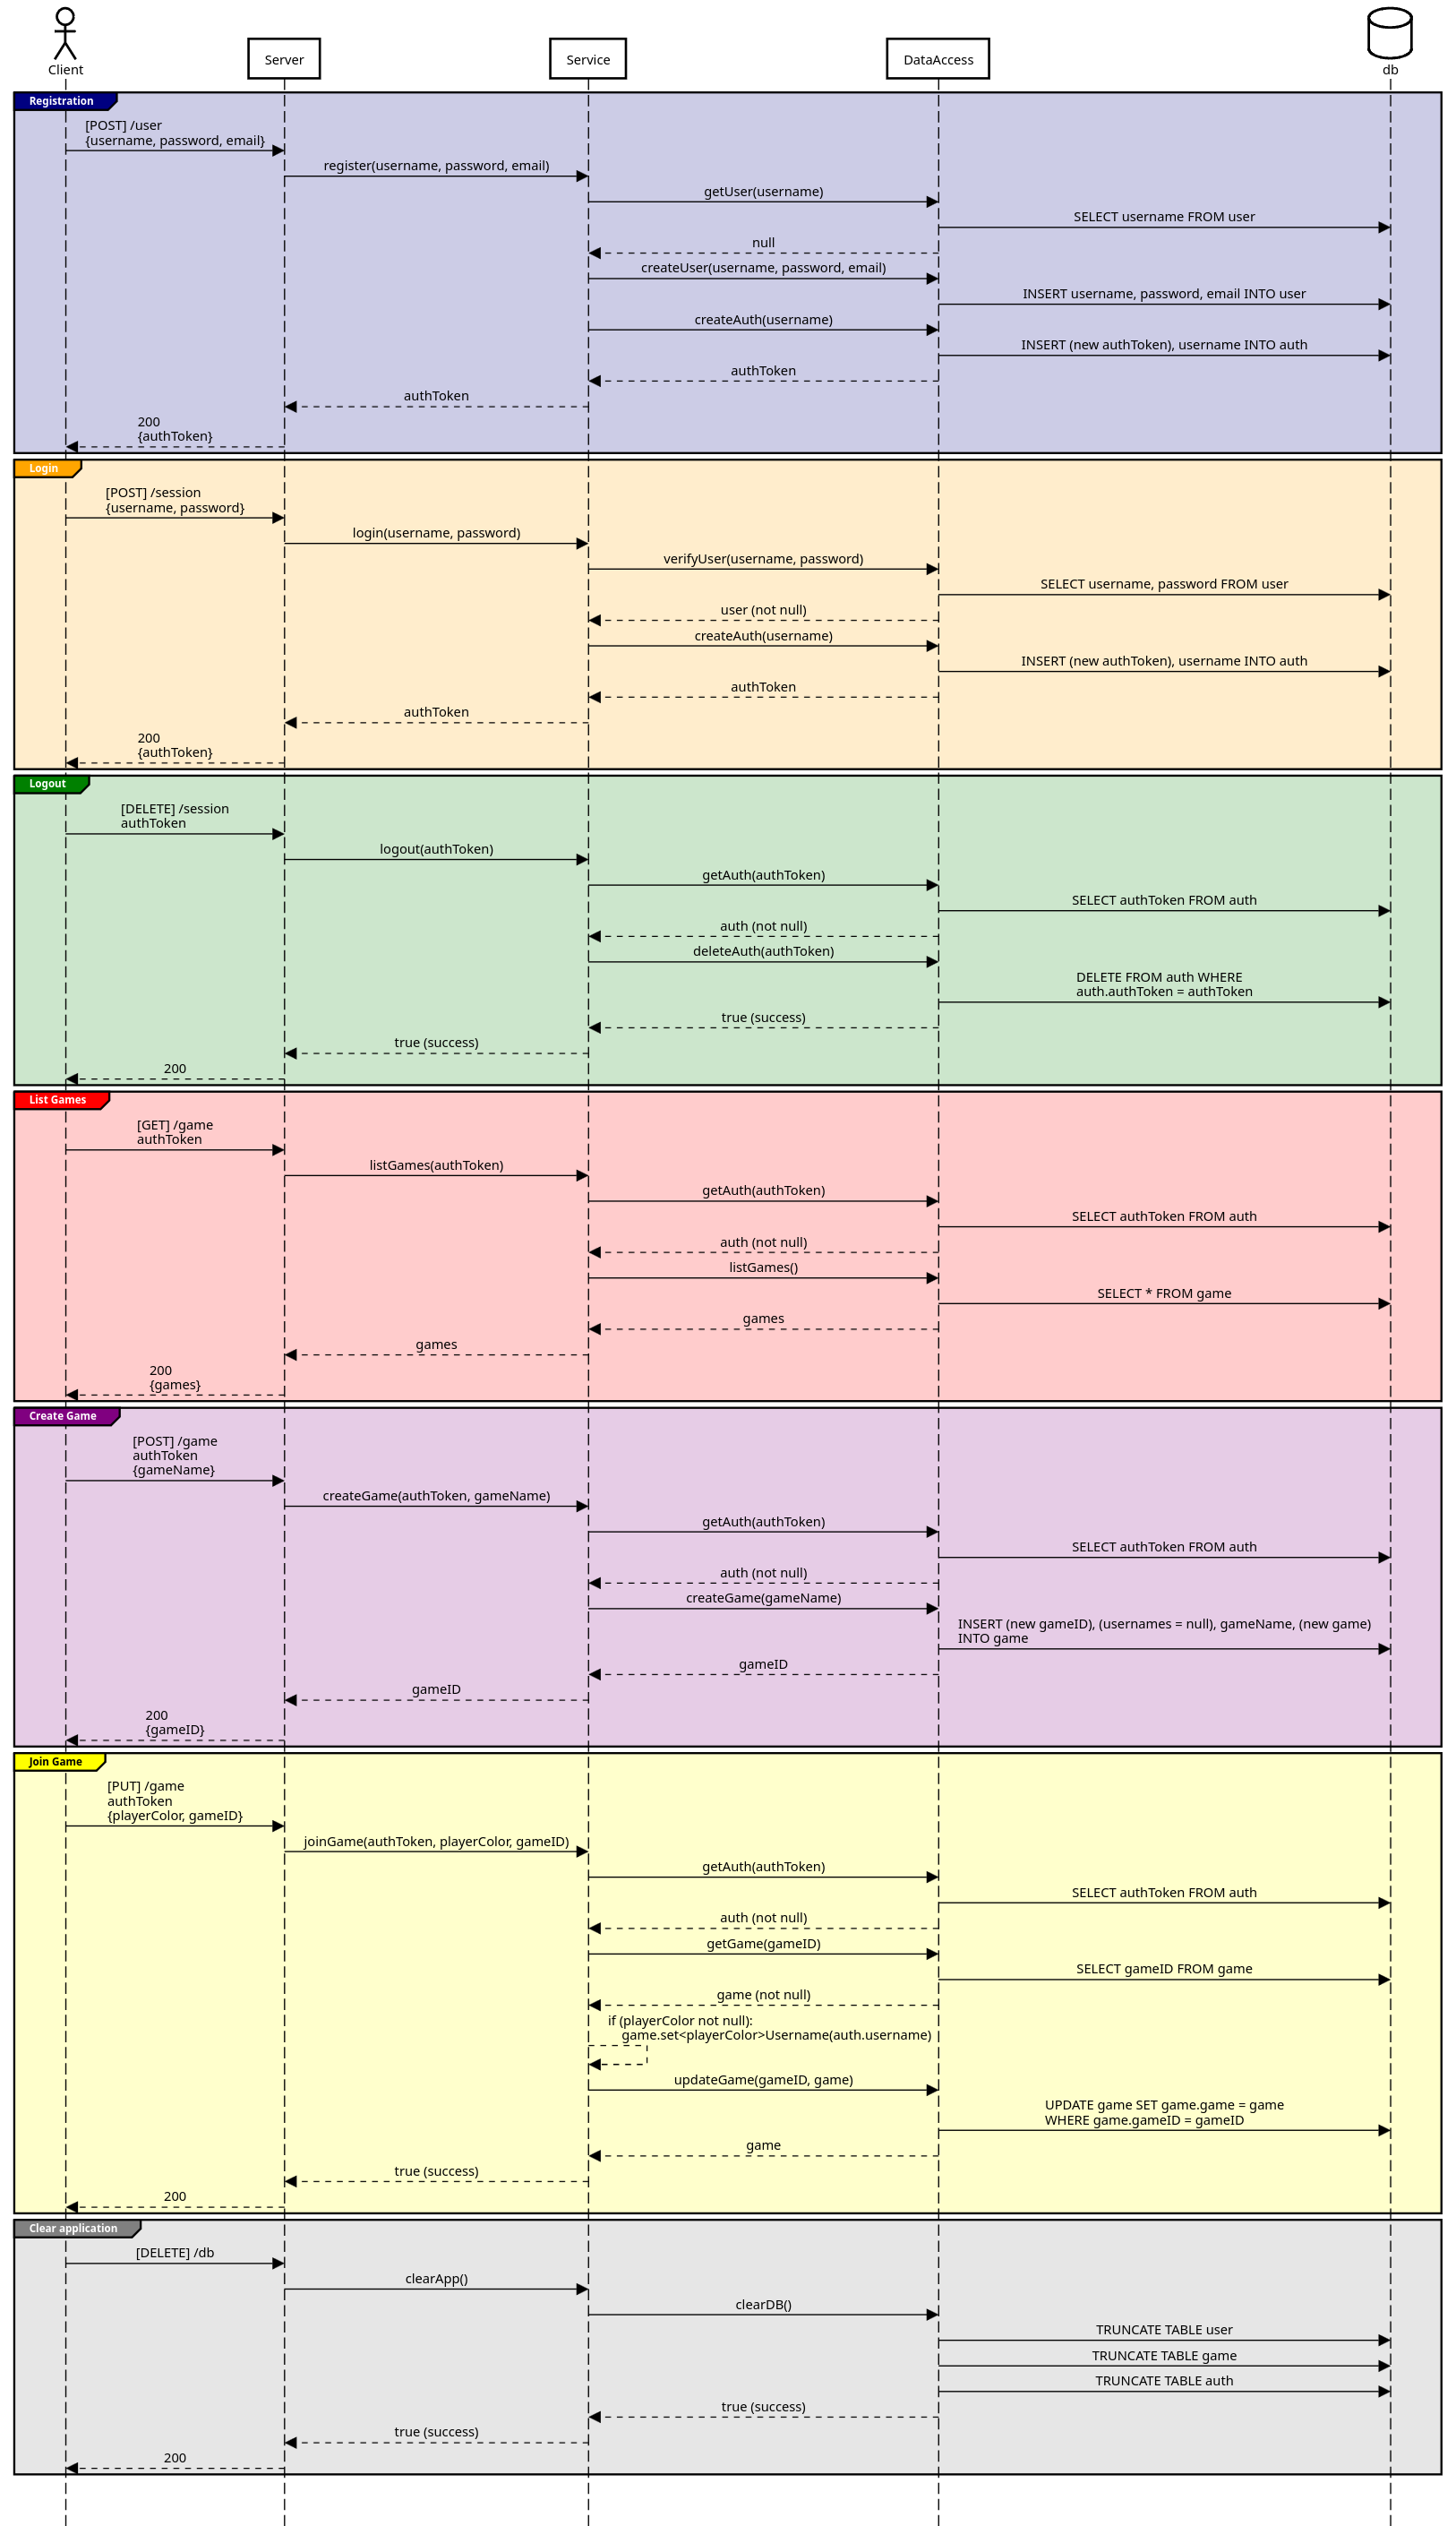 Client
Server
Service
DataAccess
db
Registration
[POST] /user
{username, password, email}
register(username, password, email)
getUser(username)
SELECT username FROM user
null
createUser(username, password, email)
INSERT username, password, email INTO user
createAuth(username)
INSERT (new authToken), username INTO auth
authToken
authToken
200
{authToken}
Login
[POST] /session
{username, password}
login(username, password)
verifyUser(username, password)
SELECT username, password FROM user
user (not null)
createAuth(username)
INSERT (new authToken), username INTO auth
authToken
authToken
200
{authToken}
Logout
[DELETE] /session
authToken
logout(authToken)
getAuth(authToken)
SELECT authToken FROM auth
auth (not null)
deleteAuth(authToken)
DELETE FROM auth WHERE
auth.authToken = authToken
true (success)
true (success)
200
List Games
[GET] /game
authToken
listGames(authToken)
getAuth(authToken)
SELECT authToken FROM auth
auth (not null)
listGames()
SELECT * FROM game
games
games
200
{games}
Create Game
[POST] /game
authToken
{gameName}
createGame(authToken, gameName)
getAuth(authToken)
SELECT authToken FROM auth
auth (not null)
createGame(gameName)
INSERT (new gameID), (usernames = null), gameName, (new game)
INTO game
gameID
gameID
200
{gameID}
Join Game
[PUT] /game
authToken
{playerColor, gameID}
joinGame(authToken, playerColor, gameID)
getAuth(authToken)
SELECT authToken FROM auth
auth (not null)
getGame(gameID)
SELECT gameID FROM game
game (not null)
if (playerColor not null):
game.set<playerColor>Username(auth.username)
updateGame(gameID, game)
UPDATE game SET game.game = game
WHERE game.gameID = gameID
game
true (success)
200
Clear application
[DELETE] /db
clearApp()
clearDB()
TRUNCATE TABLE user
TRUNCATE TABLE game
TRUNCATE TABLE auth
true (success)
true (success)
200